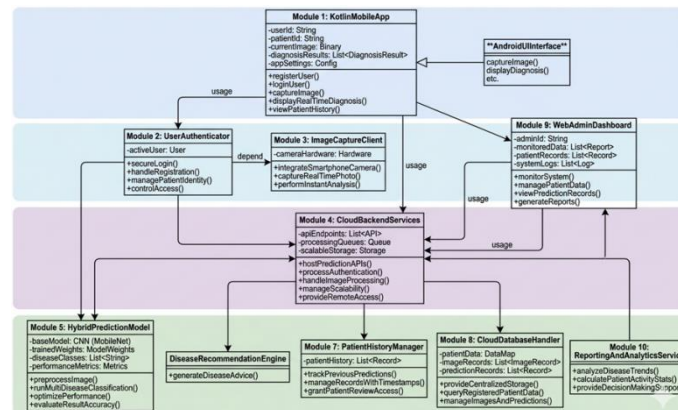 Module 1: KotlinMobileApp
-userId: String
-patientId: String
-currentImage: Binary
-diagnosisResults: List<DiagnosisResult>
-appSettings: Config
+registerUser()
+loginUser()
+captureImage()
+displayRealTimeDiagnosis()
+viewPatientHistory()
**AndroidUIInterface**
captureImage()
displayDiagnosis()
etc.
usage
Module 2: UserAuthenticator
-activeUser: User
+secureLogin()
+handleRegistration()
+managePatientIdentity()
+controlAccess()
depend
Module 3: ImageCaptureClient
-cameraHardware: Hardware
+integrateSmartphoneCamera()
+captureRealTimePhoto()
+performInstantAnalysis()
usage
Module 9: WebAdminDashboard
-adminId: String
-monitoredData: List<Report>
-patientRecords: List<Record>
-systemLogs: List<Log>
+monitorSystem()
+managePatientData()
+viewPredictionRecords()
+generateReports()
usage
Module 4: CloudBackendServices
-apiEndpoints: List<API>
-processingQueues: Queue
-scalableStorage: Storage
+hostPredictionAPIs()
+processAuthentication()
+handleImageProcessing()
+manageScalability()
+provideRemoteAccess()
Module 5: HybridPredictionModel
-baseModel: CNN (MobileNet)
-trainedWeights: ModelWeights
-diseaseClasses: List<String>
-performanceMetrics: Metrics
+preprocessImage()
+runMultiDiseaseClassification()
+optimizePerformance()
+evaluateResultAccuracy()
DiseaseRecommendationEngine
+generateDiseaseAdvice()
Module 7: PatientHistoryManager
-patientHistory: List<Record>
+trackPreviousPredictions()
+manageRecordsWithTimestamps()
+grantPatientReviewAccess()
Module 8: CloudDatabaseHandler
-patientData: DataMap
-imageRecords: List<ImageRecord>
-predictionRecords: List<Record>
+provideCentralizedStorage()
+queryRegisteredPatientData()
+manageImagesAndPredictions()
Module 10:
ReportingAndAnalyticsServic
+analyzeDiseaseTrends()
+calculatePatientActivityStats()
+provideDecisionMakingSupport